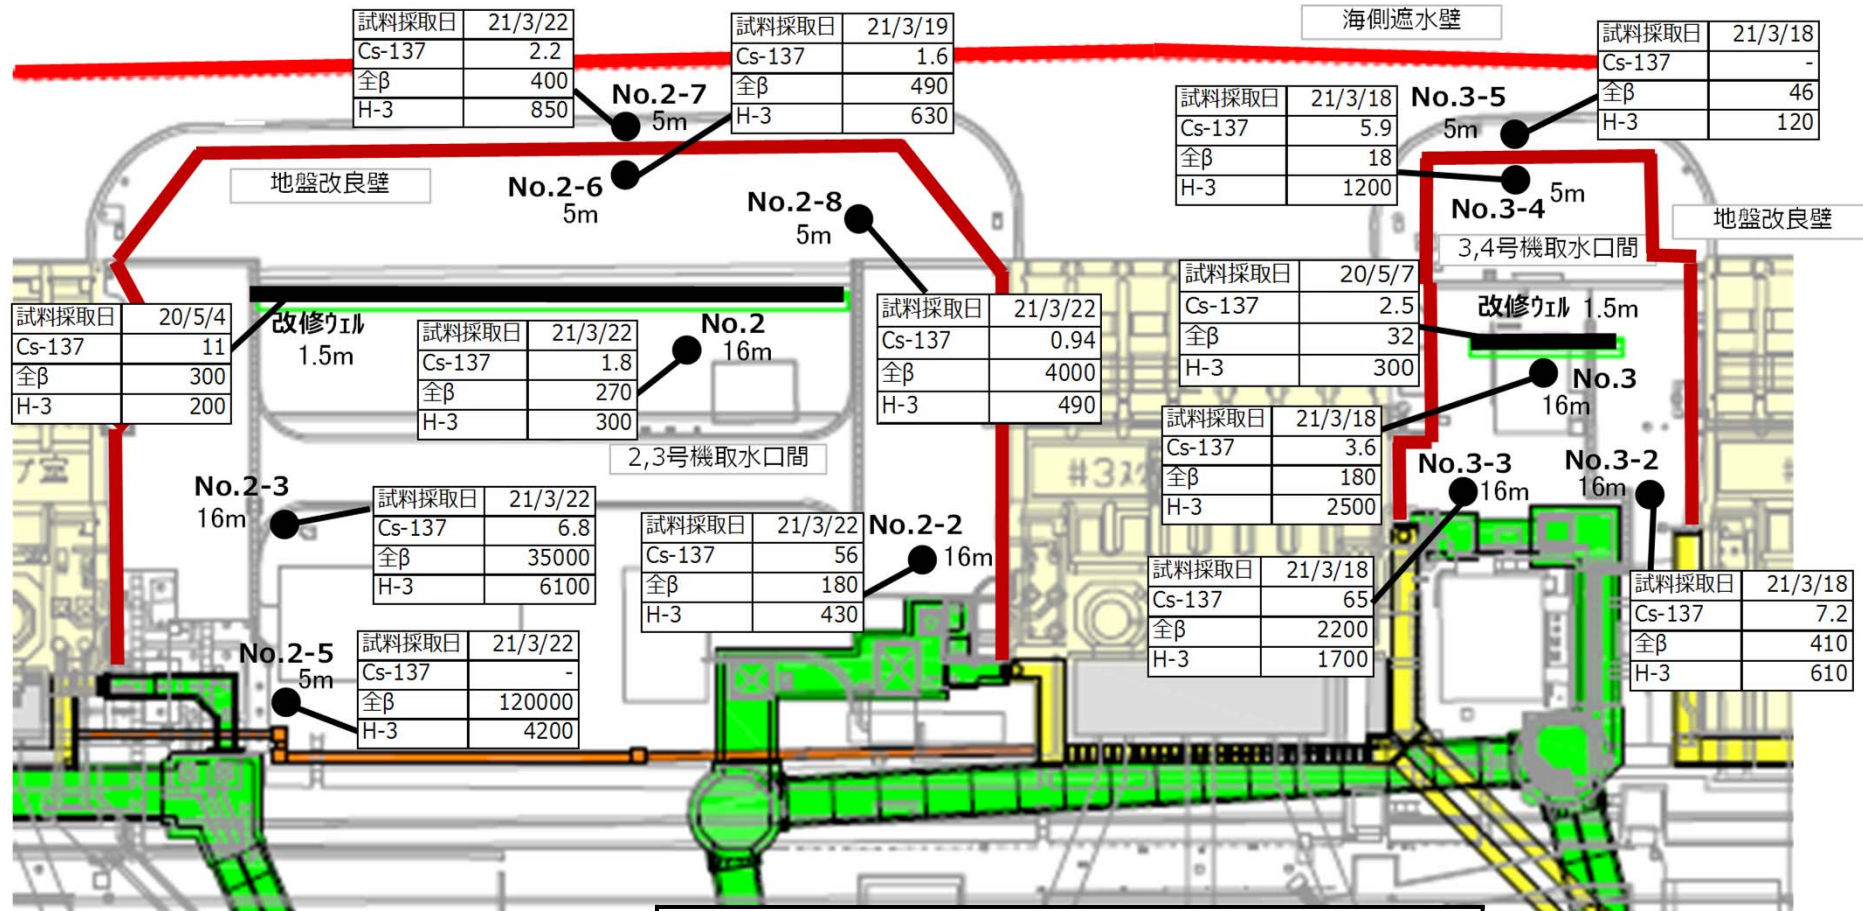 海側遮水壁
試料採取日 21/3/22
Cs-137 2.2
全β 400
H-3 850
No.2-7
5m
試料採取日 21/3/19
Cs-137 1.6
全β 490
H-3 630
No.2-6
5m
地盤改良壁
No.2-8
5m
試料採取日 21/3/22
Cs-137 0.94
全β 4000
H-3 490
試料採取日 20/5/4
Cs-137 11
全β 300
H-3 200
改修ｳｪﾙ
1.5m
試料採取日 21/3/22
Cs-137 1.8
全β 270
H-3 300
No.2
16m
2,3号機取水口間
No.2-3
16m
試料採取日 21/3/22
Cs-137 6.8
全β 35000
H-3 6100
試料採取日 21/3/22
Cs-137 56
全β 180
H-3 430
No.2-2
16m
No.2-5
5m
試料採取日 21/3/22
Cs-137 -
全β 120000
H-3 4200
試料採取日 21/3/18
Cs-137 -
全β 46
H-3 120
No.3-5
5m
試料採取日 21/3/18
Cs-137 5.9
全β 18
H-3 1200
No.3-4
5m
地盤改良壁
3,4号機取水口間
試料採取日 20/5/7
Cs-137 2.5
全β 32
H-3 300
改修ｳｪﾙ 1.5m
No.3
16m
試料採取日 21/3/18
Cs-137 3.6
全β 180
H-3 2500
No.3-3
16m
No.3-2
16m
試料採取日 21/3/18
Cs-137 65
全β 2200
H-3 1700
試料採取日 21/3/18
Cs-137 7.2
全β 410
H-3 610